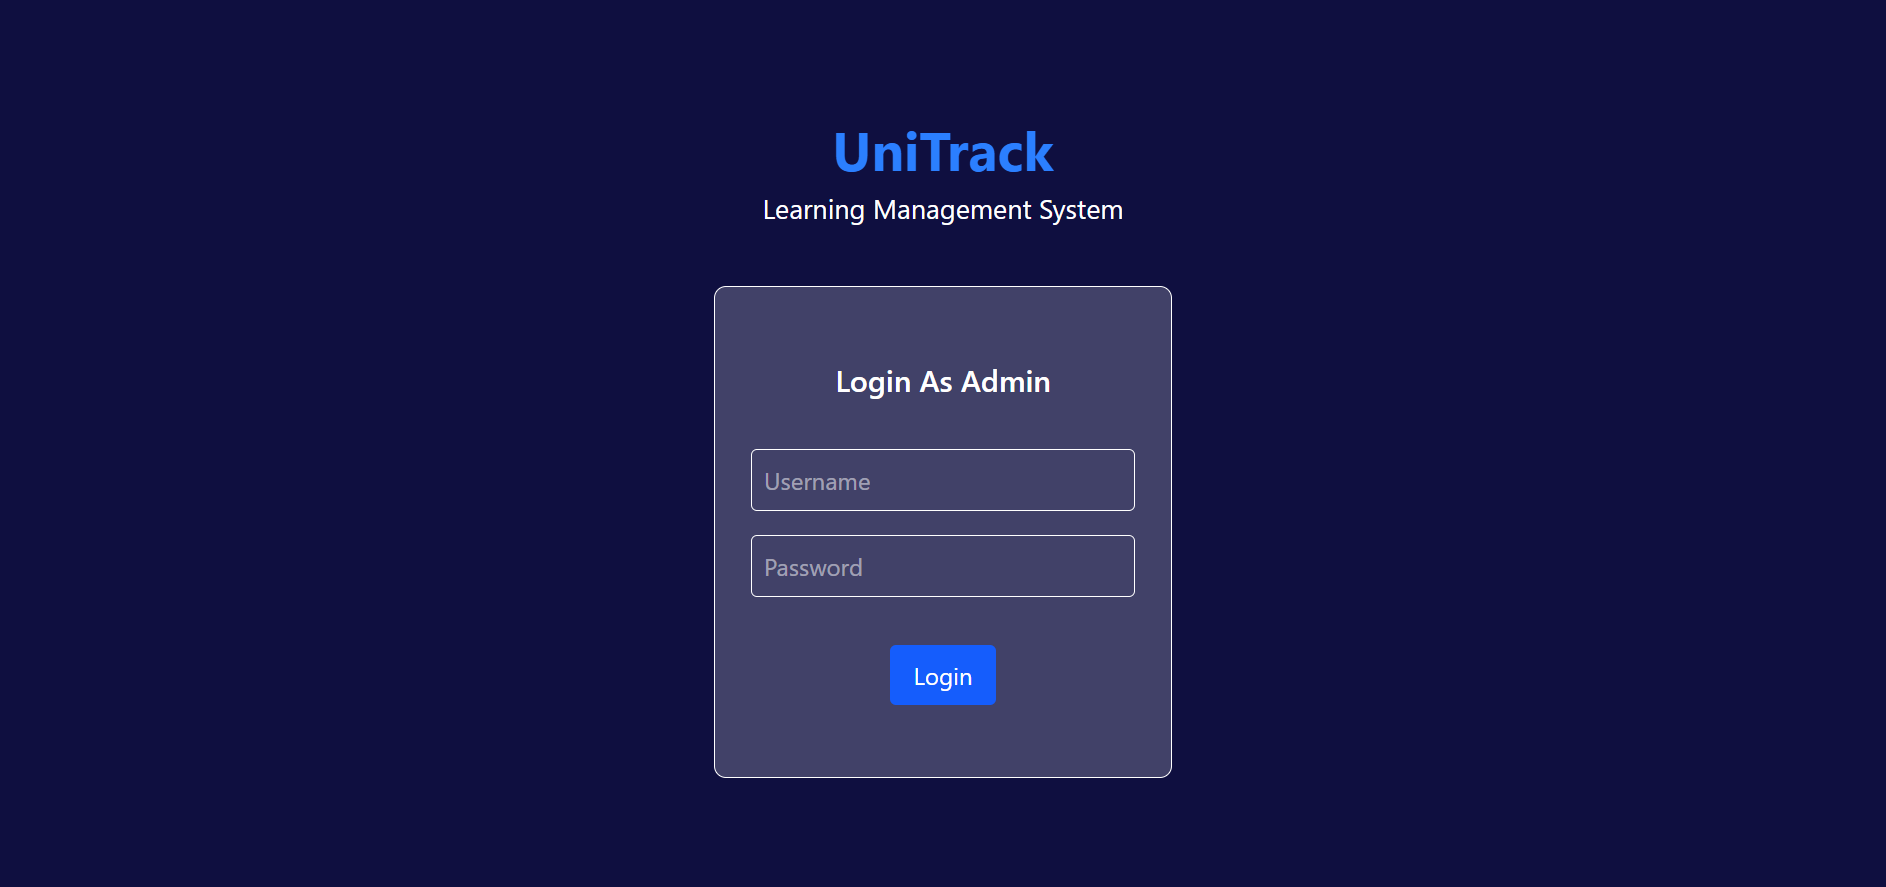 UniTrack
Learning Management System
Login As Admin
Username
Password
Login